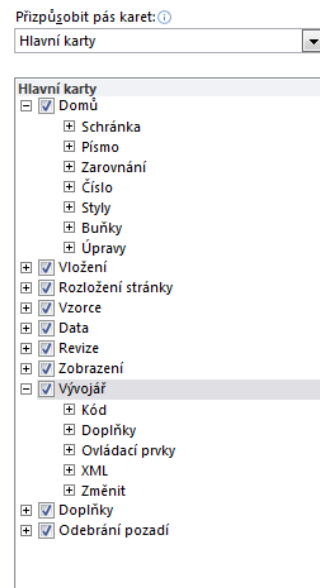 Přizpůsobit pás karet:
Hlavní karty
Hlavní karty
Domů
Schránka
Písmo
Zarovnání
Číslo
Styly
Buňky
Úpravy
Vložení
Rozložení stránky
Vzorce
Data
Revize
Zobrazení
Vývojář
Kód
Doplňky
Ovládací prvky
XML
Změnit
Doplňky
Odebrání pozadí